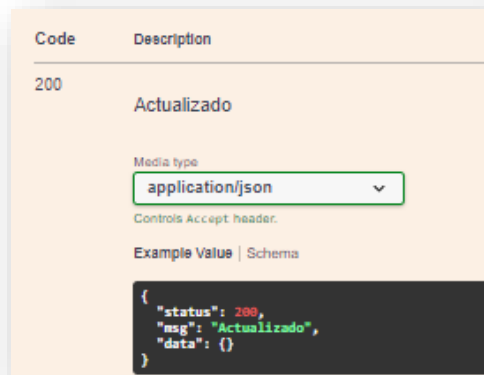 Code Description
200
Actualizado
Media type
application/json
Controls Accept header.
Example Value | Schema
{
  "status": 200,
  "msg": "Actualizado",
  "data": {}
}